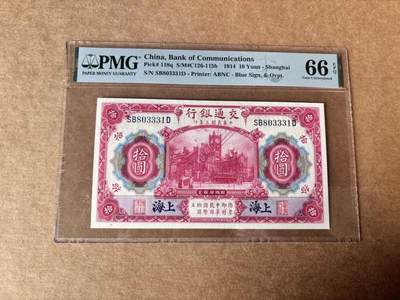 PMG
PAPER MONEY GUARANTY
China, Bank of Communications
Pick# 118q S/M#C126-115b 1914 10 Yuan - Shanghai
S/N SB803331D - Printer: ABNC - Blue Sign. & Ovpt.
66 EPQ
Gem Uncirculated
行銀通交
SB803331D
SB803331D
拾圓
拾圓
海上
海上